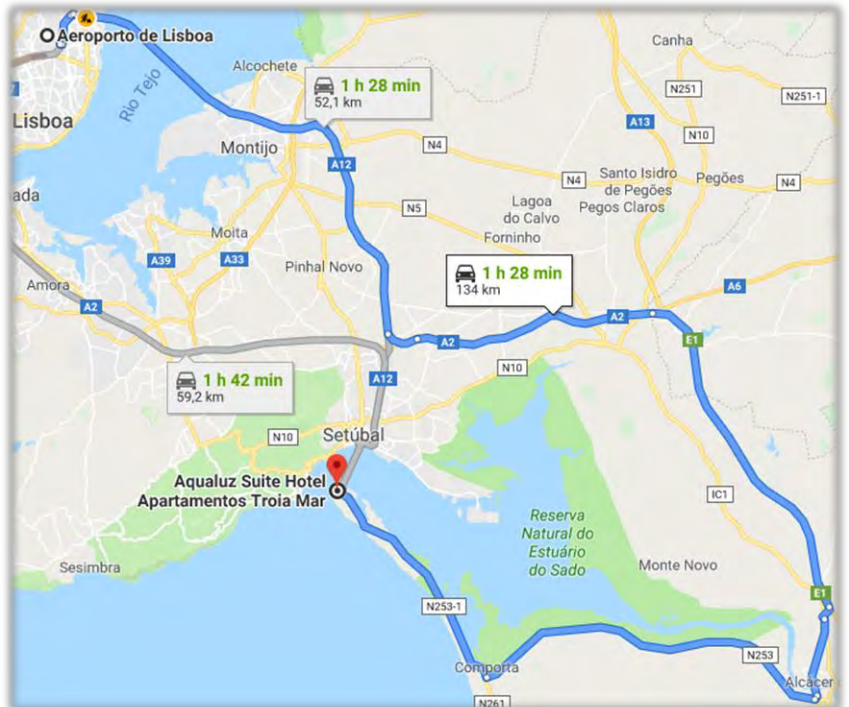 Aeroporto de Lisboa
Rio Tejo
Lisboa
Alcochete
1 h 28 min
52,1 km
Montijo
A12
Canha
N251
N251-1
A13
N10
N4
Santo Isidro
de Pegões
Pegões
N4
N4
Pegos Claros
Lagoa
do Calvo
Forninho
N5
ada
Moita
A39
A33
Pinhal Novo
Amora
A2
1 h 28 min
134 km
A6
A2
A2
E1
1 h 42 min
59,2 km
A12
N10
N10
Setúbal
Aqualuz Suite Hotel
Apartamentos Troia Mar
IC1
Reserva
Natural do
Estuário
do Sado
Sesimbra
Monte Novo
E1
N253-1
N253
Comporta
Alcácer
N261